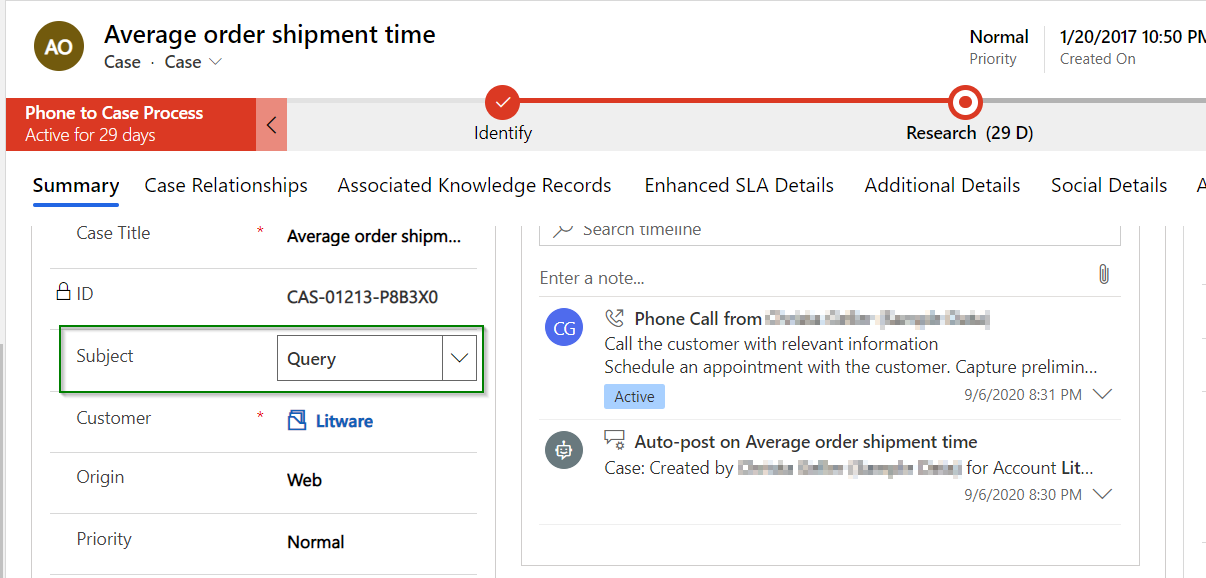 AO
Average order shipment time
Case · Case
Normal
Priority
1/20/2017 10:50 PM
Created On
Phone to Case Process
Active for 29 days
Identify
Research (29 D)
Summary
Case Relationships
Associated Knowledge Records
Enhanced SLA Details
Additional Details
Social Details
A
Case Title * Average order shipm...
ID CAS-01213-P8B3X0
Subject Query
Customer * Litware
Origin Web
Priority Normal
Search timeline
Enter a note...
CG
Phone Call from
Call the customer with relevant information
Schedule an appointment with the customer. Capture prelimin...
Active
9/6/2020 8:31 PM
Auto-post on Average order shipment time
Case: Created by for Account Lit...
9/6/2020 8:30 PM